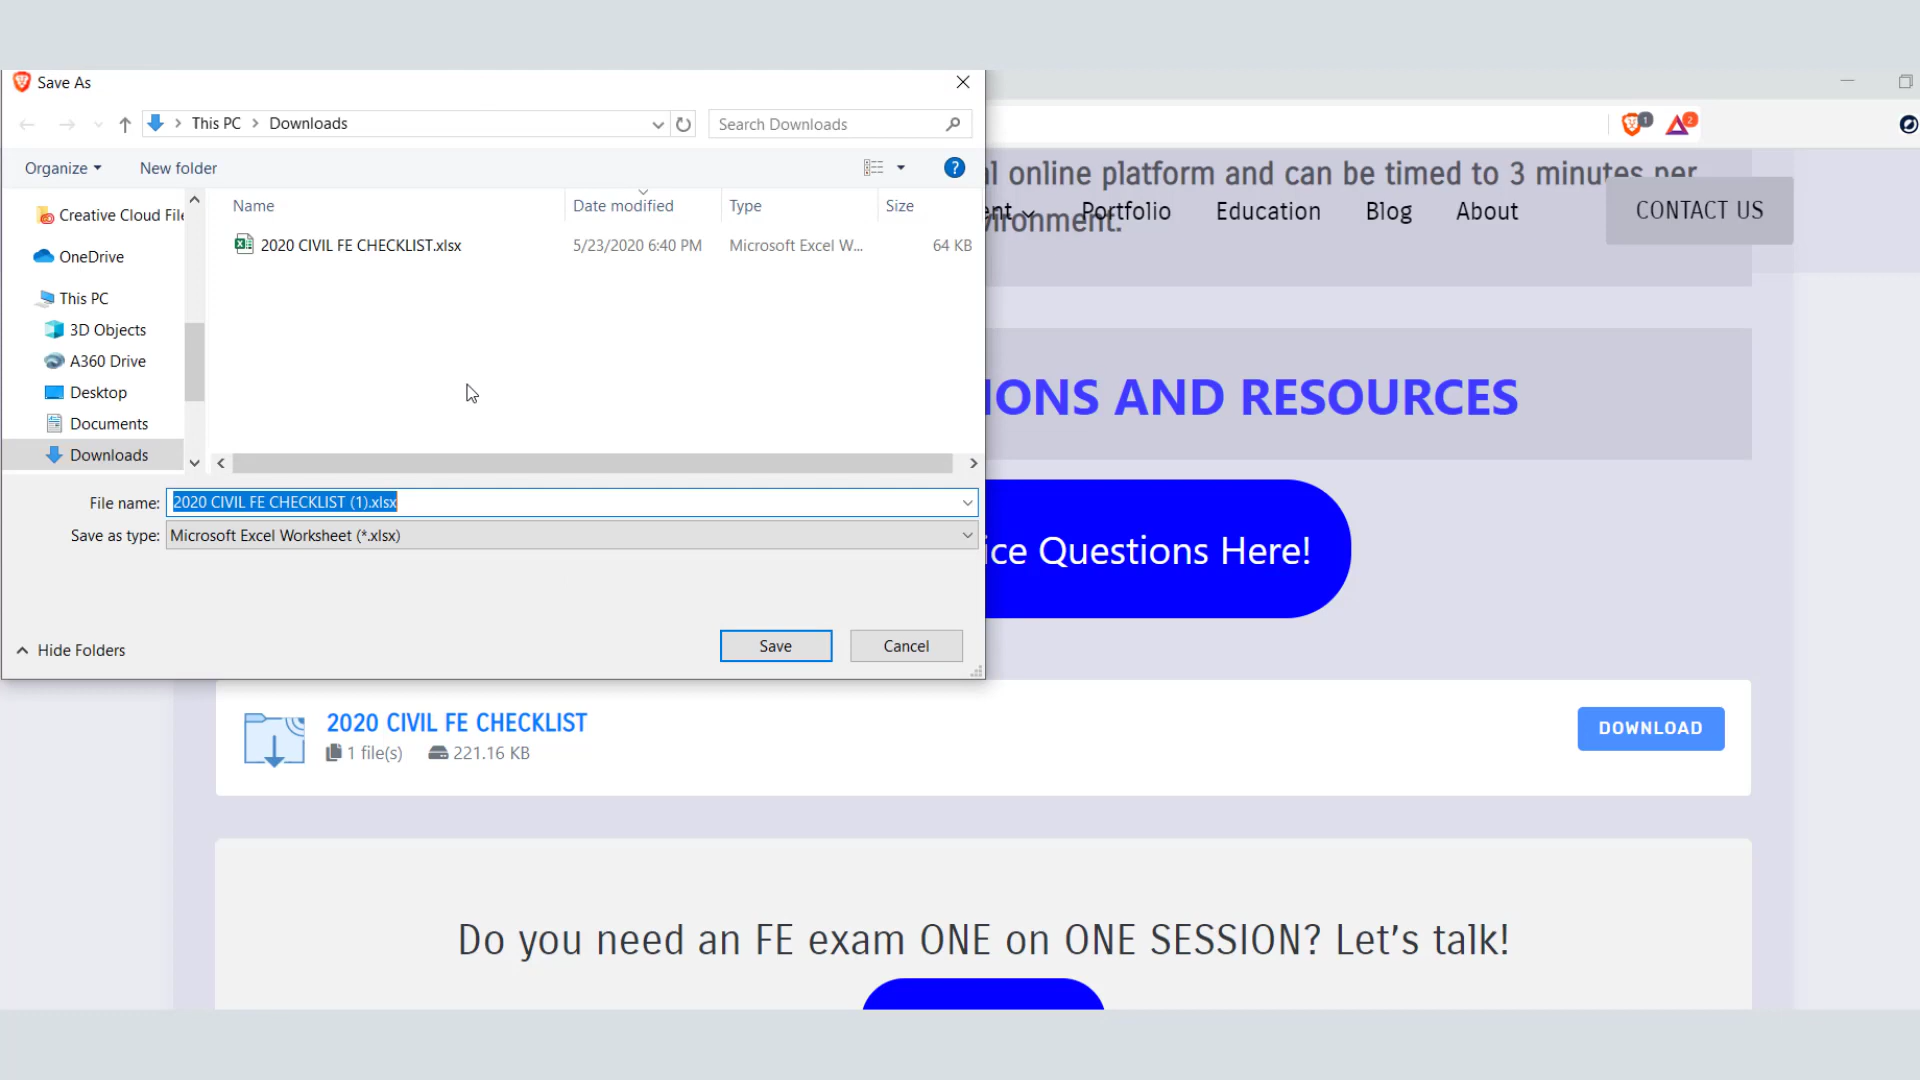 Save As
This PC > Downloads
Search Downloads
1
2
Organize
New folder
?
Name
Date modified
Type
Size
2020 CIVIL FE CHECKLIST.xlsx
5/23/2020 6:40 PM
Microsoft Excel W...
64 KB
Creative Cloud File
OneDrive
This PC
3D Objects
A360 Drive
Desktop
Documents
Downloads
File name: 2020 CIVIL FE CHECKLIST (1).xlsx
Save as type: Microsoft Excel Worksheet (*.xlsx)
Hide Folders
Save
Cancel
online platform and can be timed to 3 minutes per
Portfolio
Education
Blog
About
CONTACT US
IONS AND RESOURCES
ice Questions Here!
2020 CIVIL FE CHECKLIST
1 file(s)
221.16 KB
DOWNLOAD
Do you need an FE exam ONE on ONE SESSION? Let's talk!